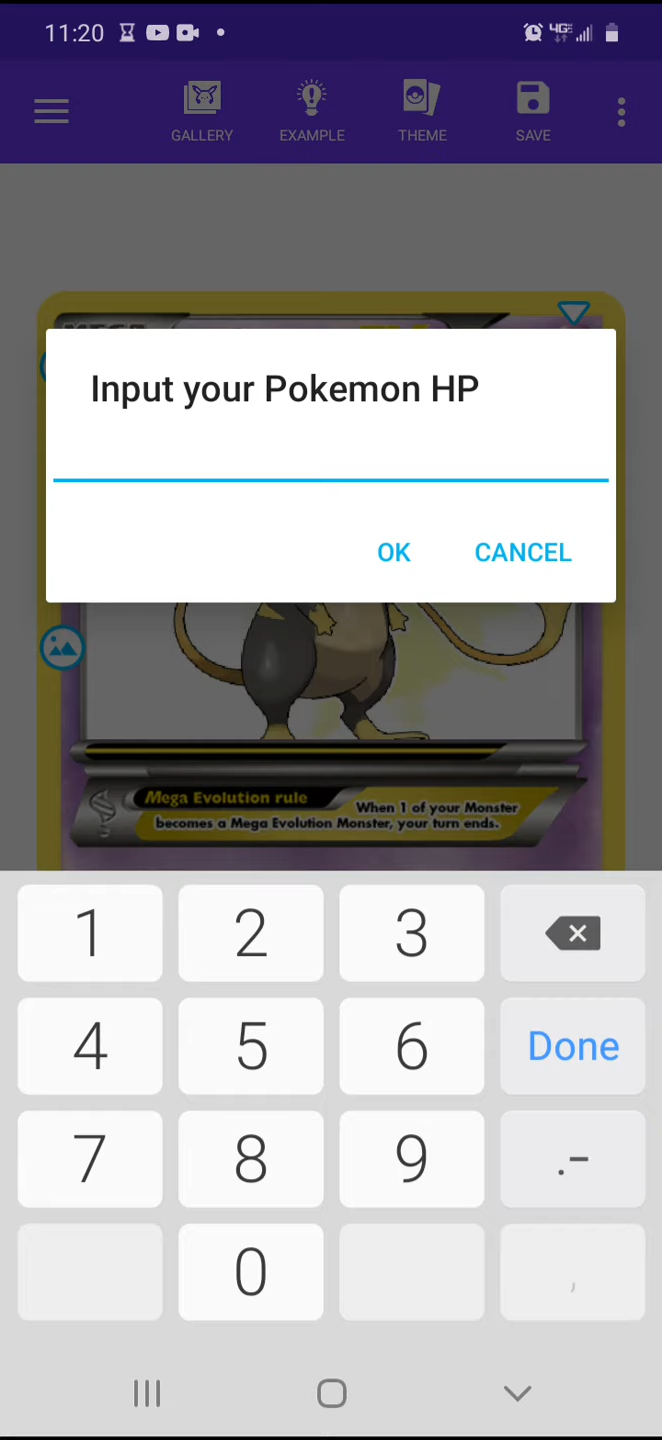 11:20
4GE
GALLERY EXAMPLE THEME SAVE
MEGA
Input your Pokemon HP
OK CANCEL
Mega Evolution rule
When 1 of your Monster
becomes a Mega Evolution Monster, your turn ends.
1 2 3
4 5 6 Done
7 8 9 .-
0 ,